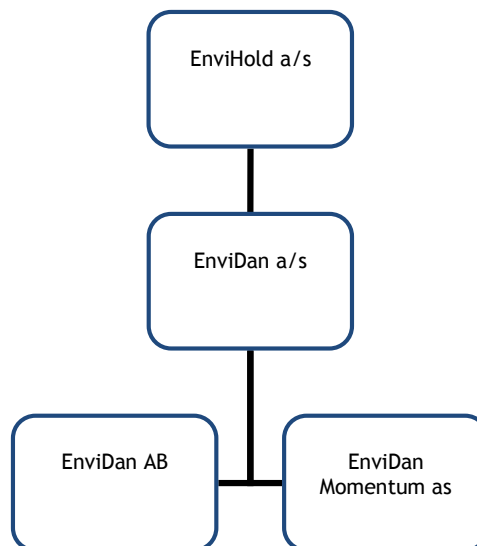 EnviHold a/s
EnviDan a/s
EnviDan AB
EnviDan
Momentum as